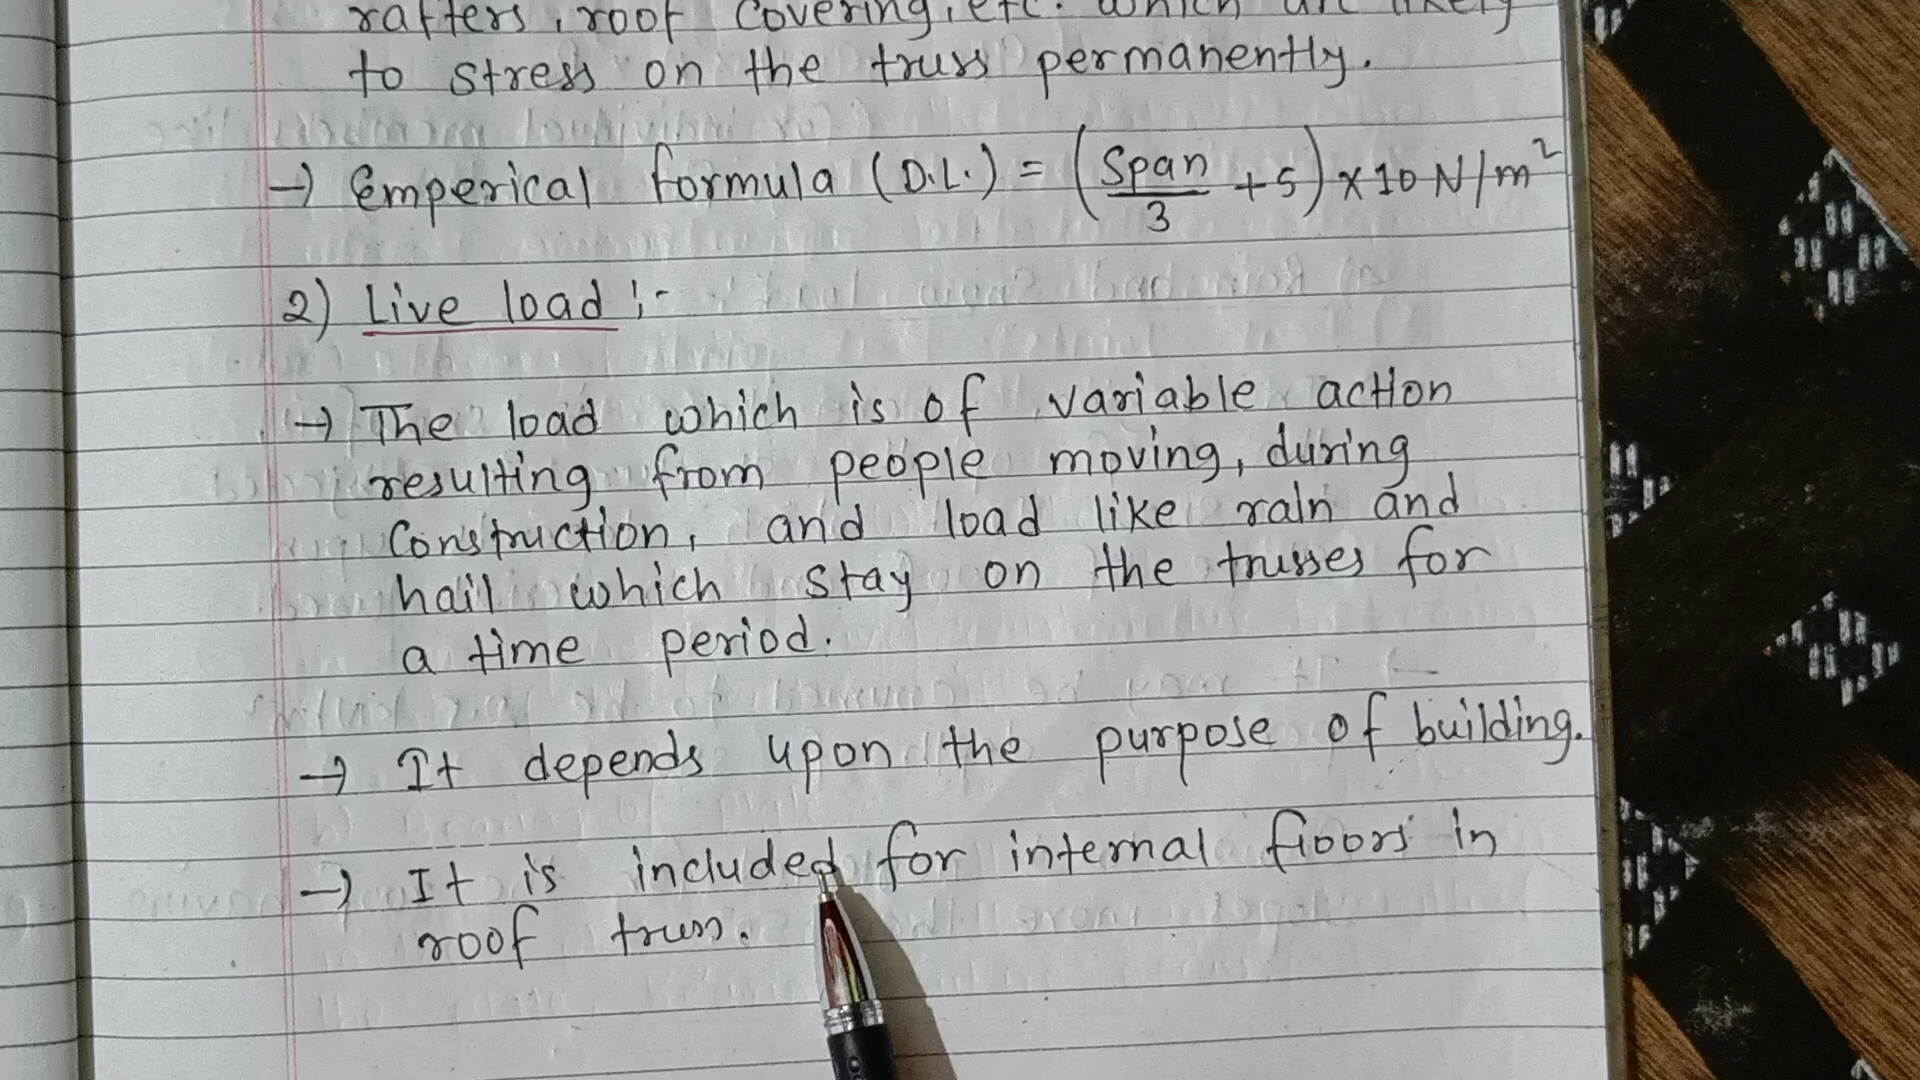 rafters, roof covering, etc. which are likely
to stress on the truss permanently.
→ Emperical formula (D.L.) = (Span/3 + 5) × 10 N/m²
2) Live load :-
→ The load which is of variable action
resulting from people moving, during
construction, and load like rain and
hail which stay on the trusses for
a time period.
→ It depends upon the purpose of building.
→ It is included for internal floors in
roof truss.